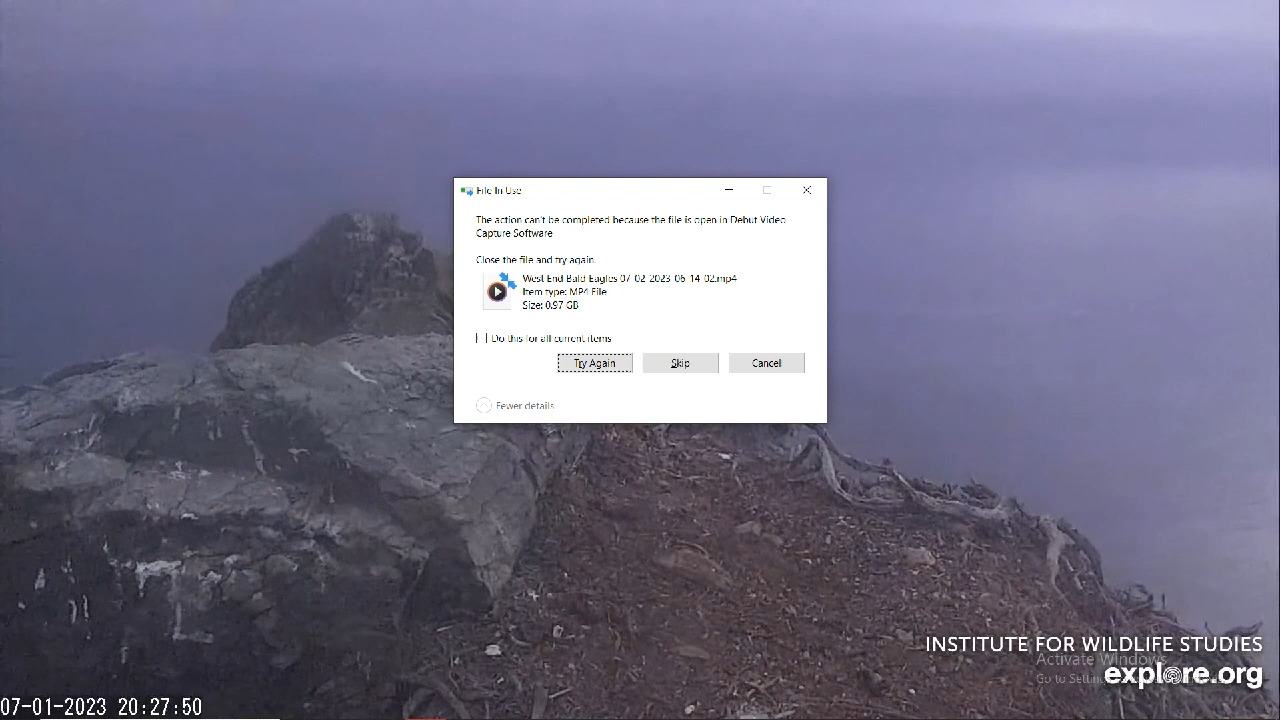 File In Use
The action can't be completed because the file is open in Debut Video
Capture Software
Close the file and try again.
West End Bald Eagles 07-02-2023-06-14-02.mp4
Item type: MP4 File
Size: 0.97 GB
Do this for all current items
Try Again
Skip
Cancel
Fewer details
INSTITUTE FOR WILDLIFE STUDIES
Activate Windows
Go to Setting
explore.org
07-01-2023 20:27:50